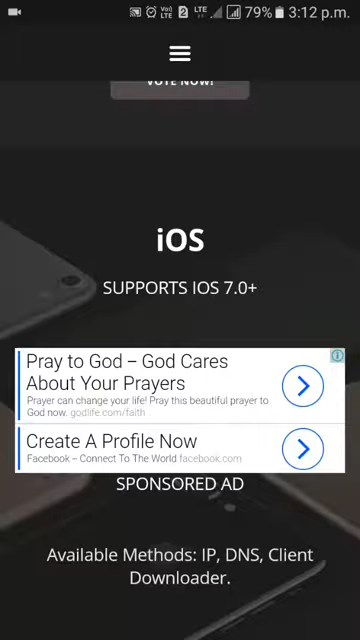 79% 3:12 p.m.
VOTE NOW!
iOS
SUPPORTS IOS 7.0+
Pray to God – God Cares
About Your Prayers
Prayer can change your life! Pray this beautiful prayer to
God now. godlife.com/faith
Create A Profile Now
Facebook – Connect To The World facebook.com
SPONSORED AD
Available Methods: IP, DNS, Client
Downloader.